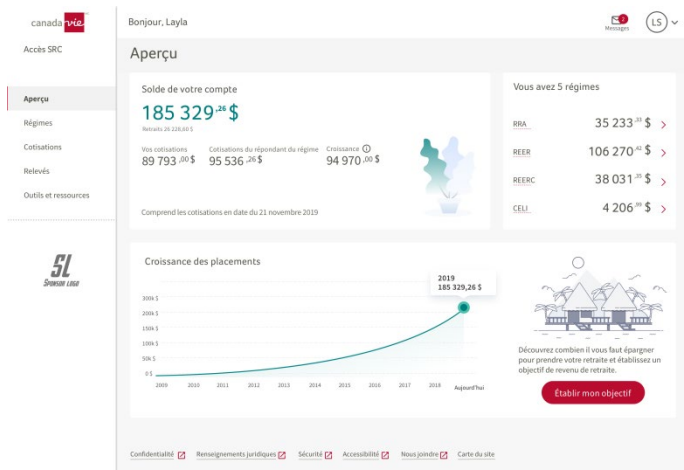 canada vie
Bonjour, Layla
2
Messages
LS
Accès SRC
Aperçu
Régimes
Cotisations
Relevés
Outils et ressources
SL
SPONSOR LOGO
Aperçu
Solde de votre compte
185 329 ,26 $
Retraits 26 228,60 $
Vos cotisations
89 793 ,00 $
Cotisations du répondant du régime
95 536 ,26 $
Croissance
94 970 ,00 $
Comprend les cotisations en date du 21 novembre 2019
Vous avez 5 régimes
RRA 35 233 ,33 $
REER 106 270 ,42 $
REERC 38 031 ,25 $
CELI 4 206 ,95 $
Croissance des placements
2019
185 329,26 $
300k $
200k $
150k $
100k $
50k $
0 $
2009 2010 2011 2012 2013 2014 2015 2016 2017 2018 Aujourd'hui
Découvrez combien il vous faut épargner
pour prendre votre retraite et établissez un
objectif de revenu de retraite.
Établir mon objectif
Confidentialité Renseignements juridiques Sécurité Accessibilité Nous joindre Carte du site